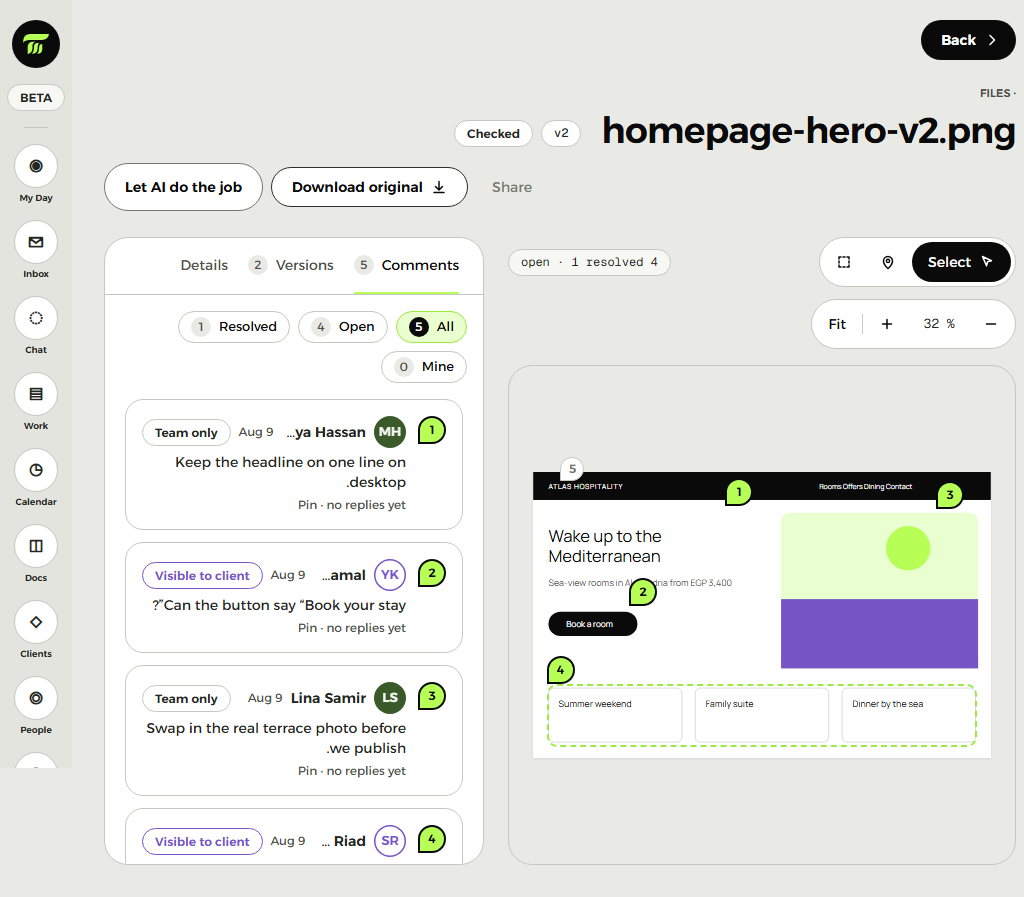 BETA
My Day
Inbox
Chat
Work
Calendar
Docs
Clients
People
Back
FILES ·
homepage-hero-v2.png
v2
Checked
Let AI do the job
Download original
Share
Details
2 Versions
5 Comments
1 Resolved
4 Open
5 All
0 Mine
Team only Aug 9 ...ya Hassan MH 1
Keep the headline on one line on
.desktop
Pin · no replies yet
Visible to client Aug 9 ...amal YK 2
?"Can the button say “Book your stay
Pin · no replies yet
Team only Aug 9 Lina Samir LS 3
Swap in the real terrace photo before
.we publish
Pin · no replies yet
Visible to client Aug 9 ... Riad SR 4
open · 1 resolved 4
Select
Fit + 32 % −
5
ATLAS HOSPITALITY
1
Rooms Offers Dining Contact
3
Wake up to the
Mediterranean
Sea-view rooms in from EGP 3,400
2
Book a room
4
Summer weekend
Family suite
Dinner by the sea